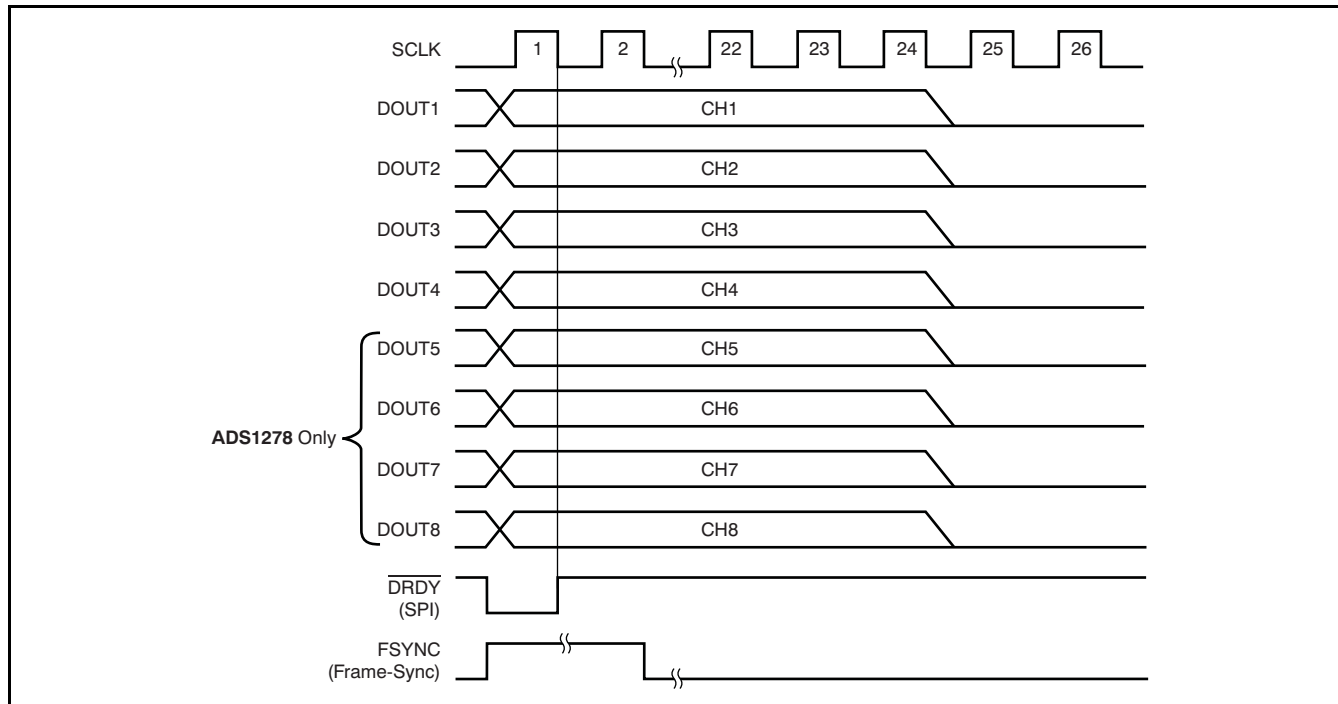 SCLK 1 2 22 23 24 25 26
DOUT1 CH1
DOUT2 CH2
DOUT3 CH3
DOUT4 CH4
DOUT5 CH5
DOUT6 CH6
ADS1278 Only
DOUT7 CH7
DOUT8 CH8
DRDY
(SPI)
FSYNC
(Frame-Sync)